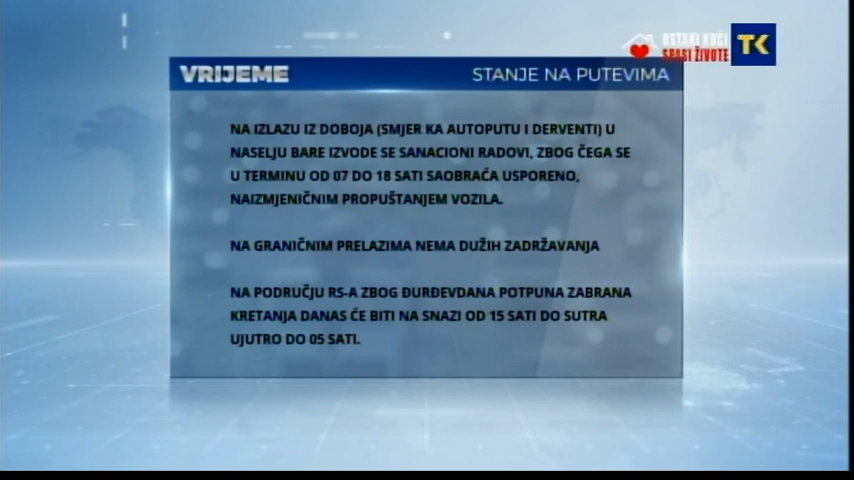 OSTANI KUĆI
SPASI ŽIVOTE
TK
VRIJEME
STANJE NA PUTEVIMA
NA IZLAZU IZ DOBOJA (SMJER KA AUTOPUTU I DERVENTI) U
NASELJU BARE IZVODE SE SANACIONI RADOVI, ZBOG ČEGA SE
U TERMINU OD 07 DO 18 SATI SAOBRAĆA USPORENO,
NAIZMJENIČNIM PROPUŠTANJEM VOZILA.
NA GRANIČNIM PRELAZIMA NEMA DUŽIH ZADRŽAVANJA
NA PODRUČJU RS-A ZBOG ĐURĐEVDANA POTPUNA ZABRANA
KRETANJA DANAS ĆE BITI NA SNAZI OD 15 SATI DO SUTRA
UJUTRO DO 05 SATI.